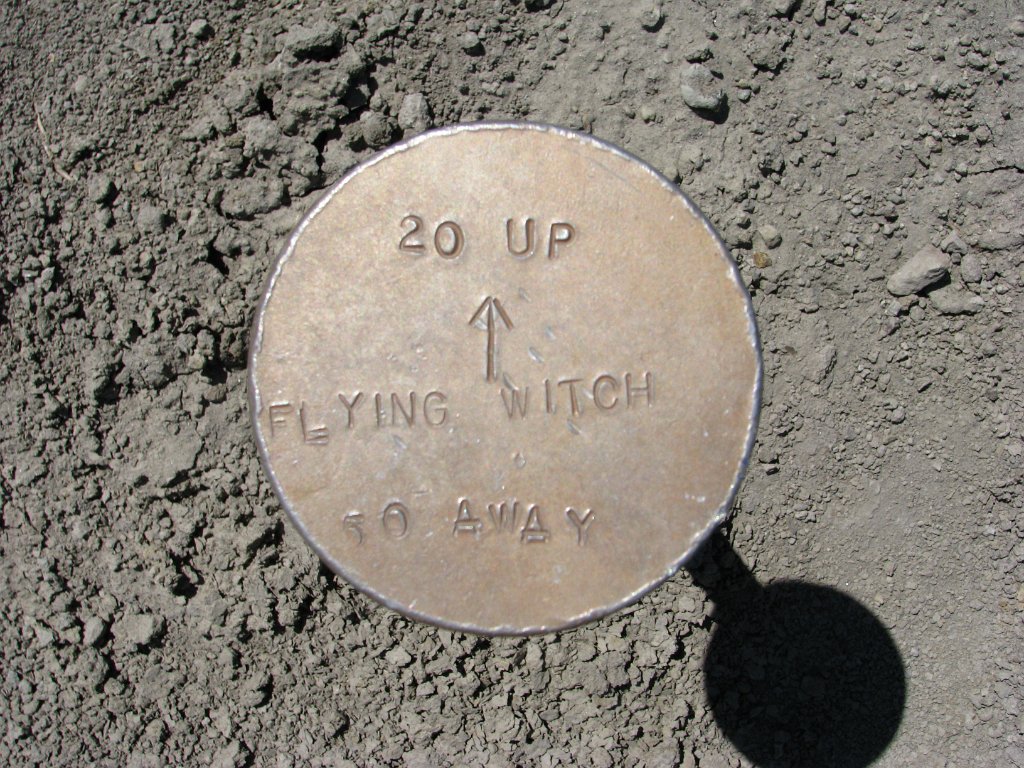 20 UP
↑
FLYING WITCH
50 AWAY